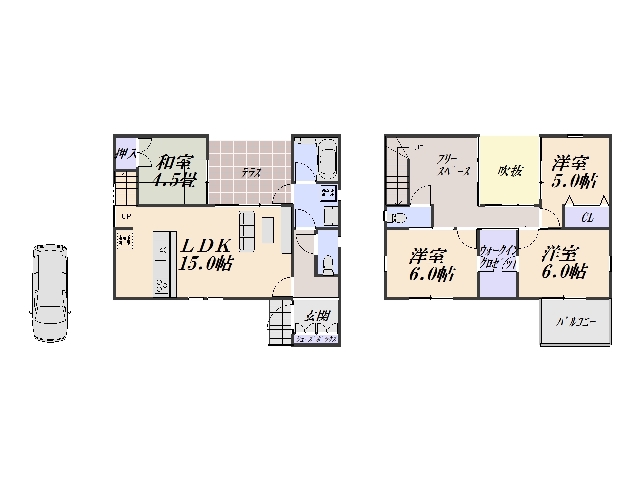 押入
和室
4.5畳
テラス
UP
LDK
15.0帖
玄関
シューズボックス
フリー
スペース
吹抜
洋室
5.0帖
CL
洋室
6.0帖
ウォークイン
クロゼット
洋室
6.0帖
バルコニー